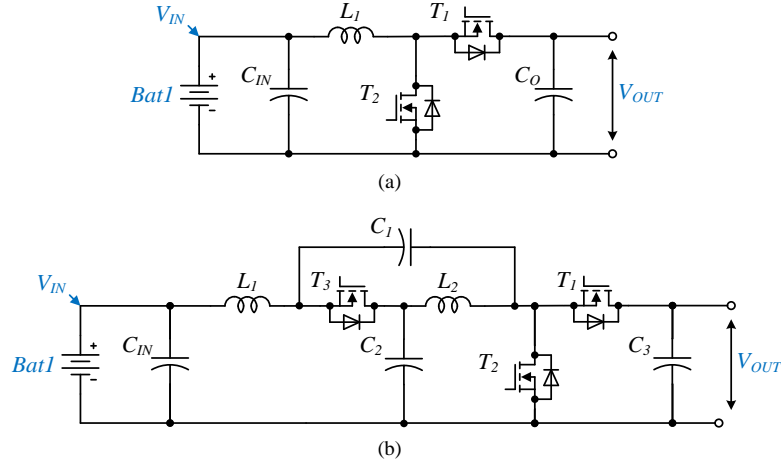 V_IN L_1 T_1
Bat1 + - C_IN T_2 C_O V_OUT
(a)
C_1
V_IN L_1 T_3 L_2 T_1
Bat1 + - C_IN C_2 T_2 C_3 V_OUT
(b)